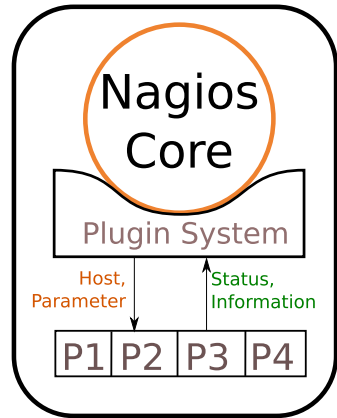 Nagios
Core
Plugin System
Host,
Parameter
Status,
Information
P1 P2 P3 P4